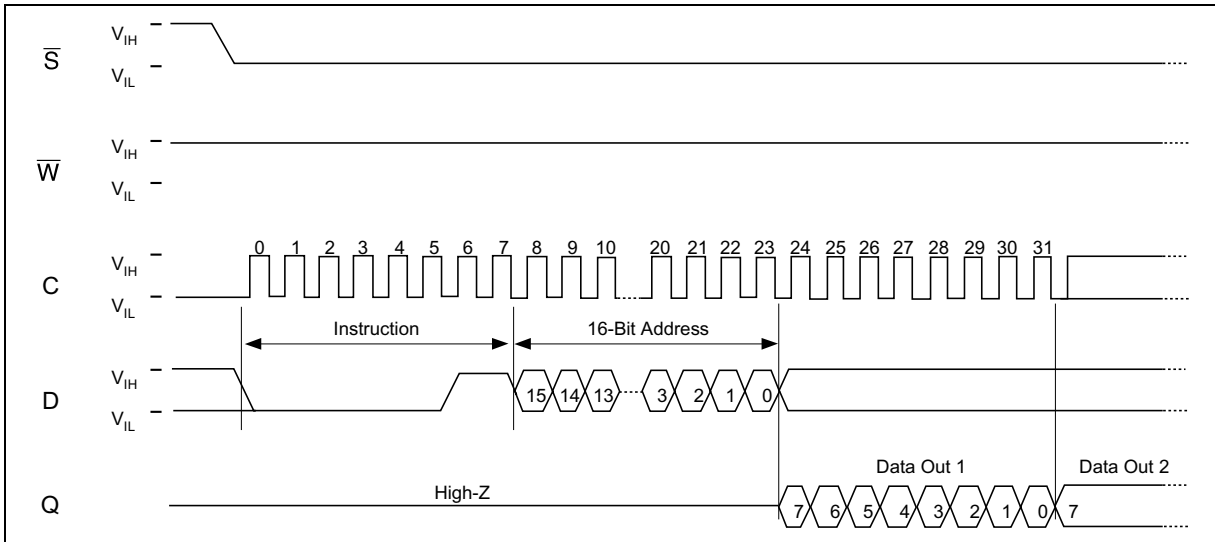 S̅ V_IH
V_IL
W̅ V_IH
V_IL
0 1 2 3 4 5 6 7 8 9 10 20 21 22 23 24 25 26 27 28 29 30 31
C V_IH
V_IL
Instruction 16-Bit Address
D V_IH
V_IL
15 14 13 3 2 1 0
Data Out 1 Data Out 2
High-Z
Q 7 6 5 4 3 2 1 0 7